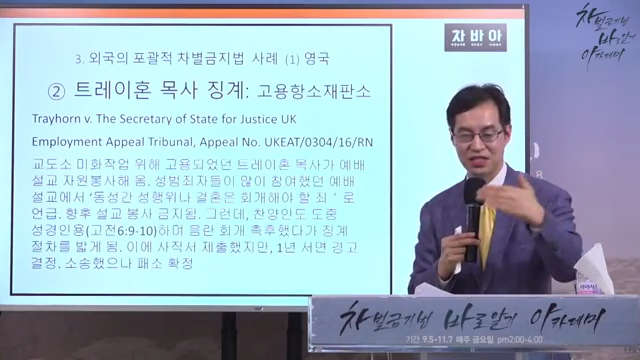 차바아
차별금지법
바로알기
아카데미
3. 외국의 포괄적 차별금지법 사례 (1) 영국
② 트레이혼 목사 징계: 고용항소재판소
Trayhorn v. The Secretary of State for Justice UK
Employment Appeal Tribunal, Appeal No. UKEAT/0304/16/RN
교도소 미화작업 위해 고용되었던 트레이혼 목사가 예배
설교 자원봉사해 옴. 성범죄자들이 많이 참여했던 예배
설교에서 '동성간 성행위나 결혼은 회개해야 할 죄＇로
언급. 향후 설교 봉사 금지됨. 그런데, 찬양인도 도중
성경인용(고전6:9-10)하며 음란 회개 촉후했다가 징계
절차를 밟게 됨. 이에 사직서 제출했지만, 1년 서면 경고
결정. 소송했으나 패소 확정
차별금지법 바로알기 아카데미
기간 9.5-11.7 매주 금요일 pm2:00-4:00